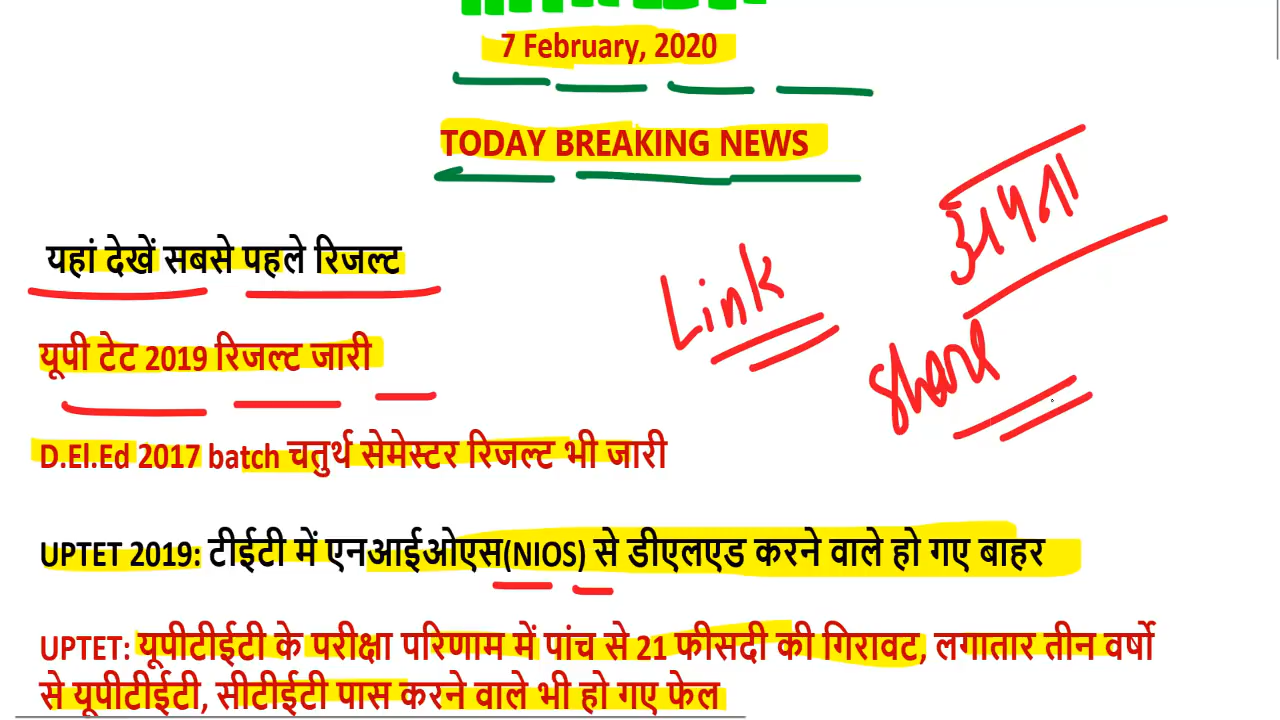 7 February, 2020
TODAY BREAKING NEWS
यहां देखें सबसे पहले रिजल्ट
यूपी टेट 2019 रिजल्ट जारी
Link
अपना
Share
D.El.Ed 2017 batch चतुर्थ सेमेस्टर रिजल्ट भी जारी
UPTET 2019: टीईटी में एनआईओएस(NIOS) से डीएलएड करने वाले हो गए बाहर
UPTET: यूपीटीईटी के परीक्षा परिणाम में पांच से 21 फीसदी की गिरावट, लगातार तीन वर्षो
से यूपीटीईटी, सीटीईटी पास करने वाले भी हो गए फेल